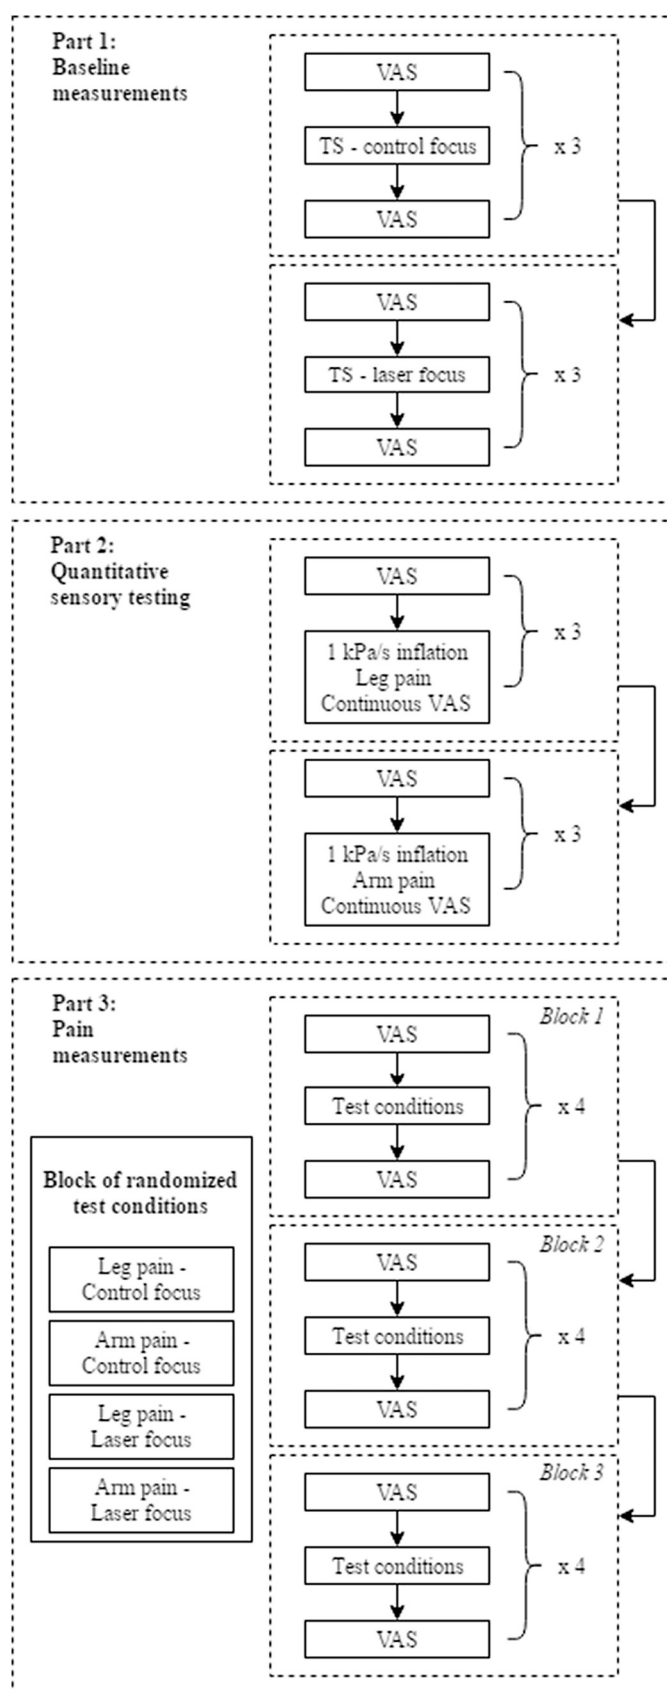 Part 1:
Baseline
measurements
VAS
TS - control focus
x 3
VAS
VAS
TS - laser focus
x 3
VAS
Part 2:
Quantitative
sensory testing
VAS
x 3
1 kPa/s inflation
Leg pain
Continuous VAS
VAS
x 3
1 kPa/s inflation
Arm pain
Continuous VAS
Part 3:
Pain
measurements
Block of randomized
test conditions
Leg pain -
Control focus
Arm pain -
Control focus
Leg pain -
Laser focus
Arm pain -
Laser focus
Block 1
VAS
Test conditions
x 4
VAS
Block 2
VAS
Test conditions
x 4
VAS
Block 3
VAS
Test conditions
x 4
VAS